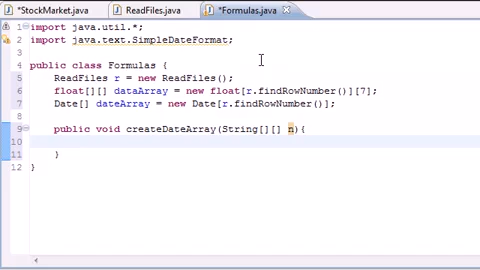 *StockMarket.java ReadFiles.java *Formulas.java
1 import java.util.*;
2 import java.text.SimpleDateFormat;
3
4 public class Formulas {
5 ReadFiles r = new ReadFiles();
6 float[][] dataArray = new float[r.findRowNumber()][7];
7 Date[] dateArray = new Date[r.findRowNumber()];
8
9 public void createDateArray(String[][] n){
10
11 }
12 }